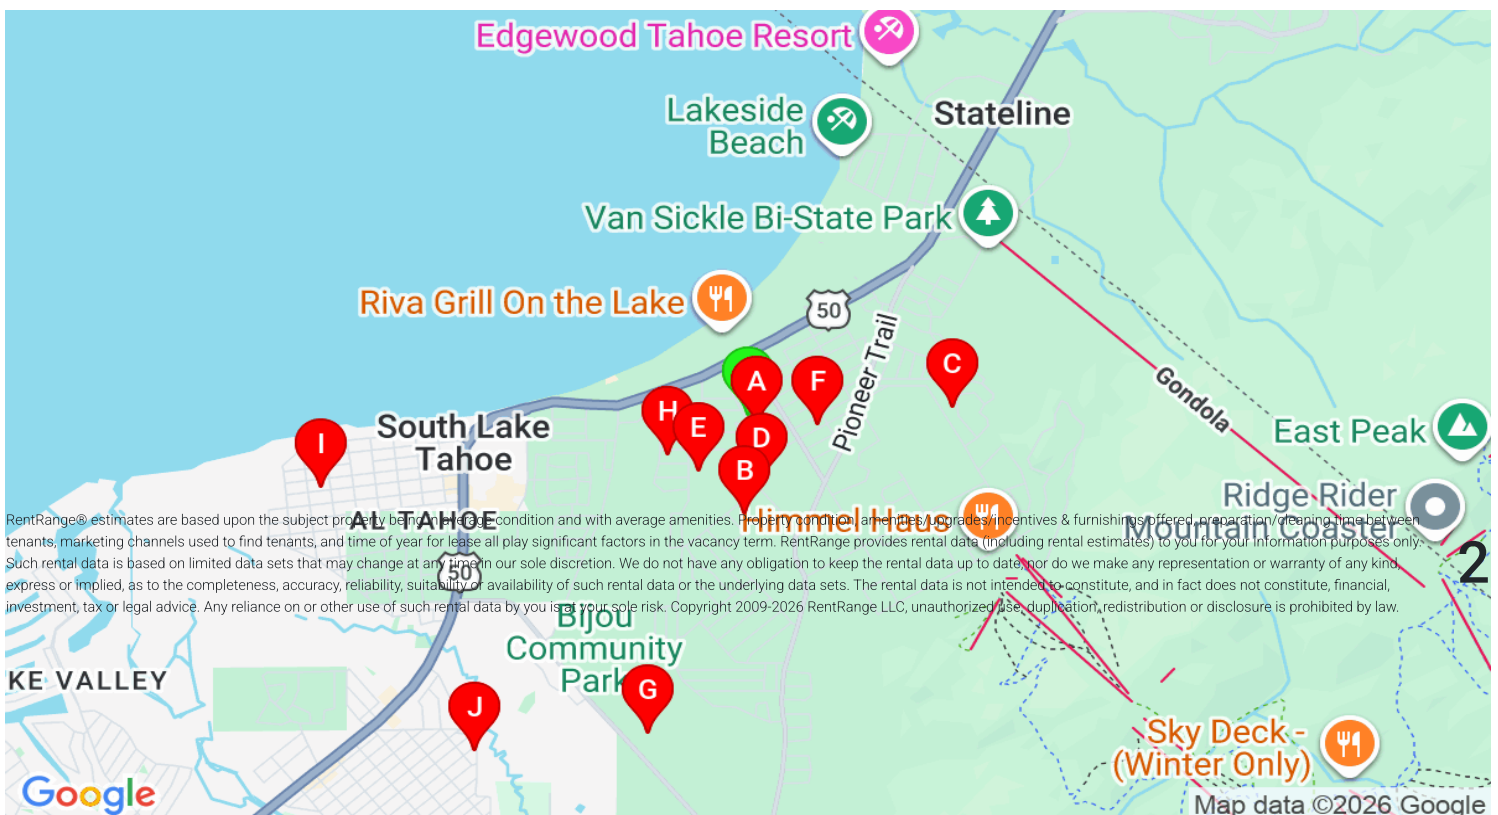 Edgewood Tahoe Resort
Lakeside
Beach
Stateline
Van Sickle Bi-State Park
Riva Grill On the Lake
50
Pioneer Trail
C
A
F
H
E
D
B
I
South Lake
Tahoe
Gondola
East Peak
Ridge Rider
Mountain Coaster
AL TAHOE
Himmel Haus
RentRange® estimates are based upon the subject property being in average condition and with average amenities. Property condition, amenities/upgrades/incentives & furnishings offered, preparation/cleaning time between
tenants, marketing channels used to find tenants, and time of year for lease all play significant factors in the vacancy term. RentRange provides rental data (including rental estimates) to you for your information purposes only.
Such rental data is based on limited data sets that may change at any time in our sole discretion. We do not have any obligation to keep the rental data up to date, nor do we make any representation or warranty of any kind,
express or implied, as to the completeness, accuracy, reliability, suitability or availability of such rental data or the underlying data sets. The rental data is not intended to constitute, and in fact does not constitute, financial,
investment, tax or legal advice. Any reliance on or other use of such rental data by you is at your sole risk. Copyright 2009-2026 RentRange LLC, unauthorized use, duplication, redistribution or disclosure is prohibited by law.
2
50
Bijou
Community
Park
KE VALLEY
G
J
Sky Deck -
(Winter Only)
Google
Map data ©2026 Google